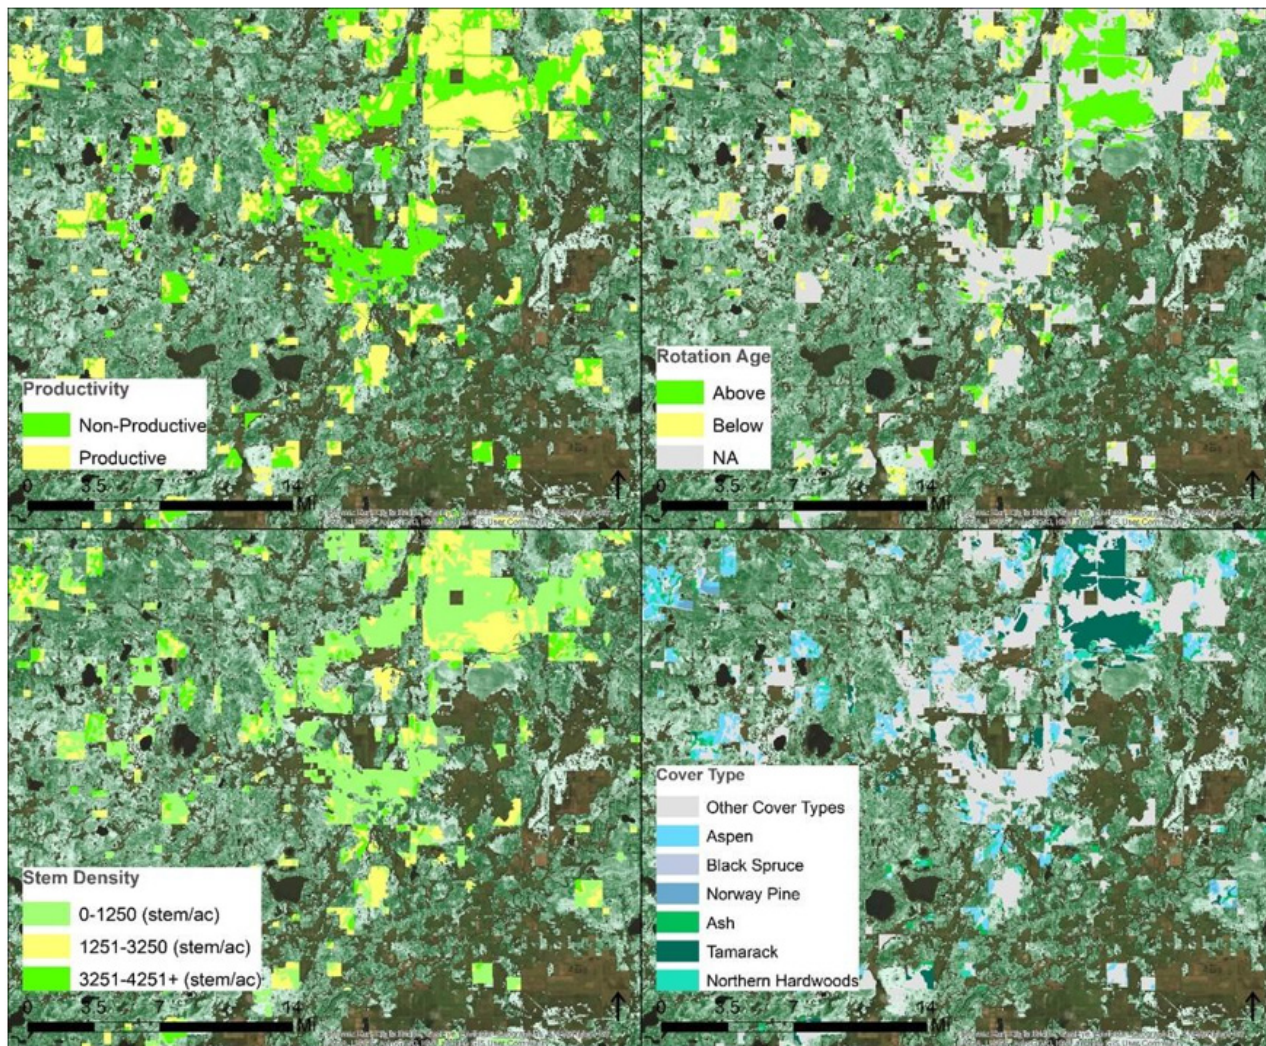 Productivity
Non-Productive
Productive
0 3.5 7 14
Mi
Rotation Age
Above
Below
NA
0 3.5 7 14
Mi
Stem Density
0-1250 (stem/ac)
1251-3250 (stem/ac)
3251-4251+ (stem/ac)
0 3.5 7 14
Mi
Cover Type
Other Cover Types
Aspen
Black Spruce
Norway Pine
Ash
Tamarack
Northern Hardwoods
0 3.5 7 14
Mi